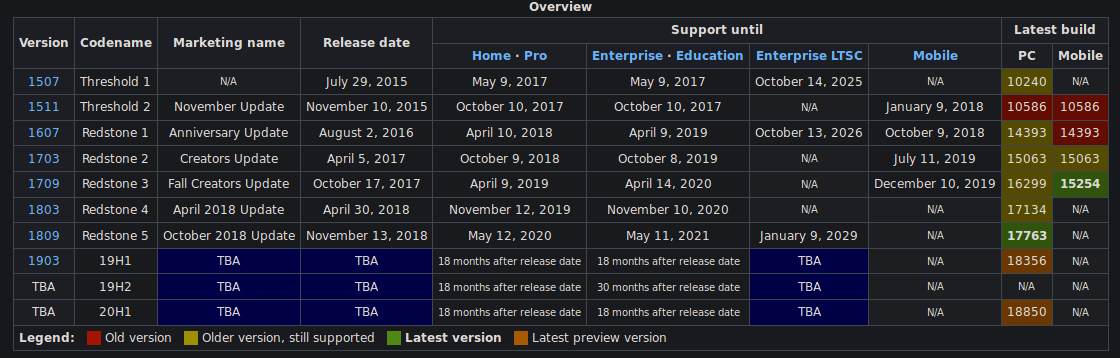 Overview
Version Codename Marketing name Release date Support until Latest build
Home · Pro Enterprise · Education Enterprise LTSC Mobile PC Mobile
1507 Threshold 1 N/A July 29, 2015 May 9, 2017 May 9, 2017 October 14, 2025 N/A 10240 N/A
1511 Threshold 2 November Update November 10, 2015 October 10, 2017 October 10, 2017 N/A January 9, 2018 10586 10586
1607 Redstone 1 Anniversary Update August 2, 2016 April 10, 2018 April 9, 2019 October 13, 2026 October 9, 2018 14393 14393
1703 Redstone 2 Creators Update April 5, 2017 October 9, 2018 October 8, 2019 N/A July 11, 2019 15063 15063
1709 Redstone 3 Fall Creators Update October 17, 2017 April 9, 2019 April 14, 2020 N/A December 10, 2019 16299 15254
1803 Redstone 4 April 2018 Update April 30, 2018 November 12, 2019 November 10, 2020 N/A N/A 17134 N/A
1809 Redstone 5 October 2018 Update November 13, 2018 May 12, 2020 May 11, 2021 January 9, 2029 N/A 17763 N/A
1903 19H1 TBA TBA 18 months after release date 18 months after release date TBA N/A 18356 N/A
TBA 19H2 TBA TBA 18 months after release date 30 months after release date TBA N/A N/A N/A
TBA 20H1 TBA TBA 18 months after release date 18 months after release date TBA N/A 18850 N/A
Legend: Old version Older version, still supported Latest version Latest preview version